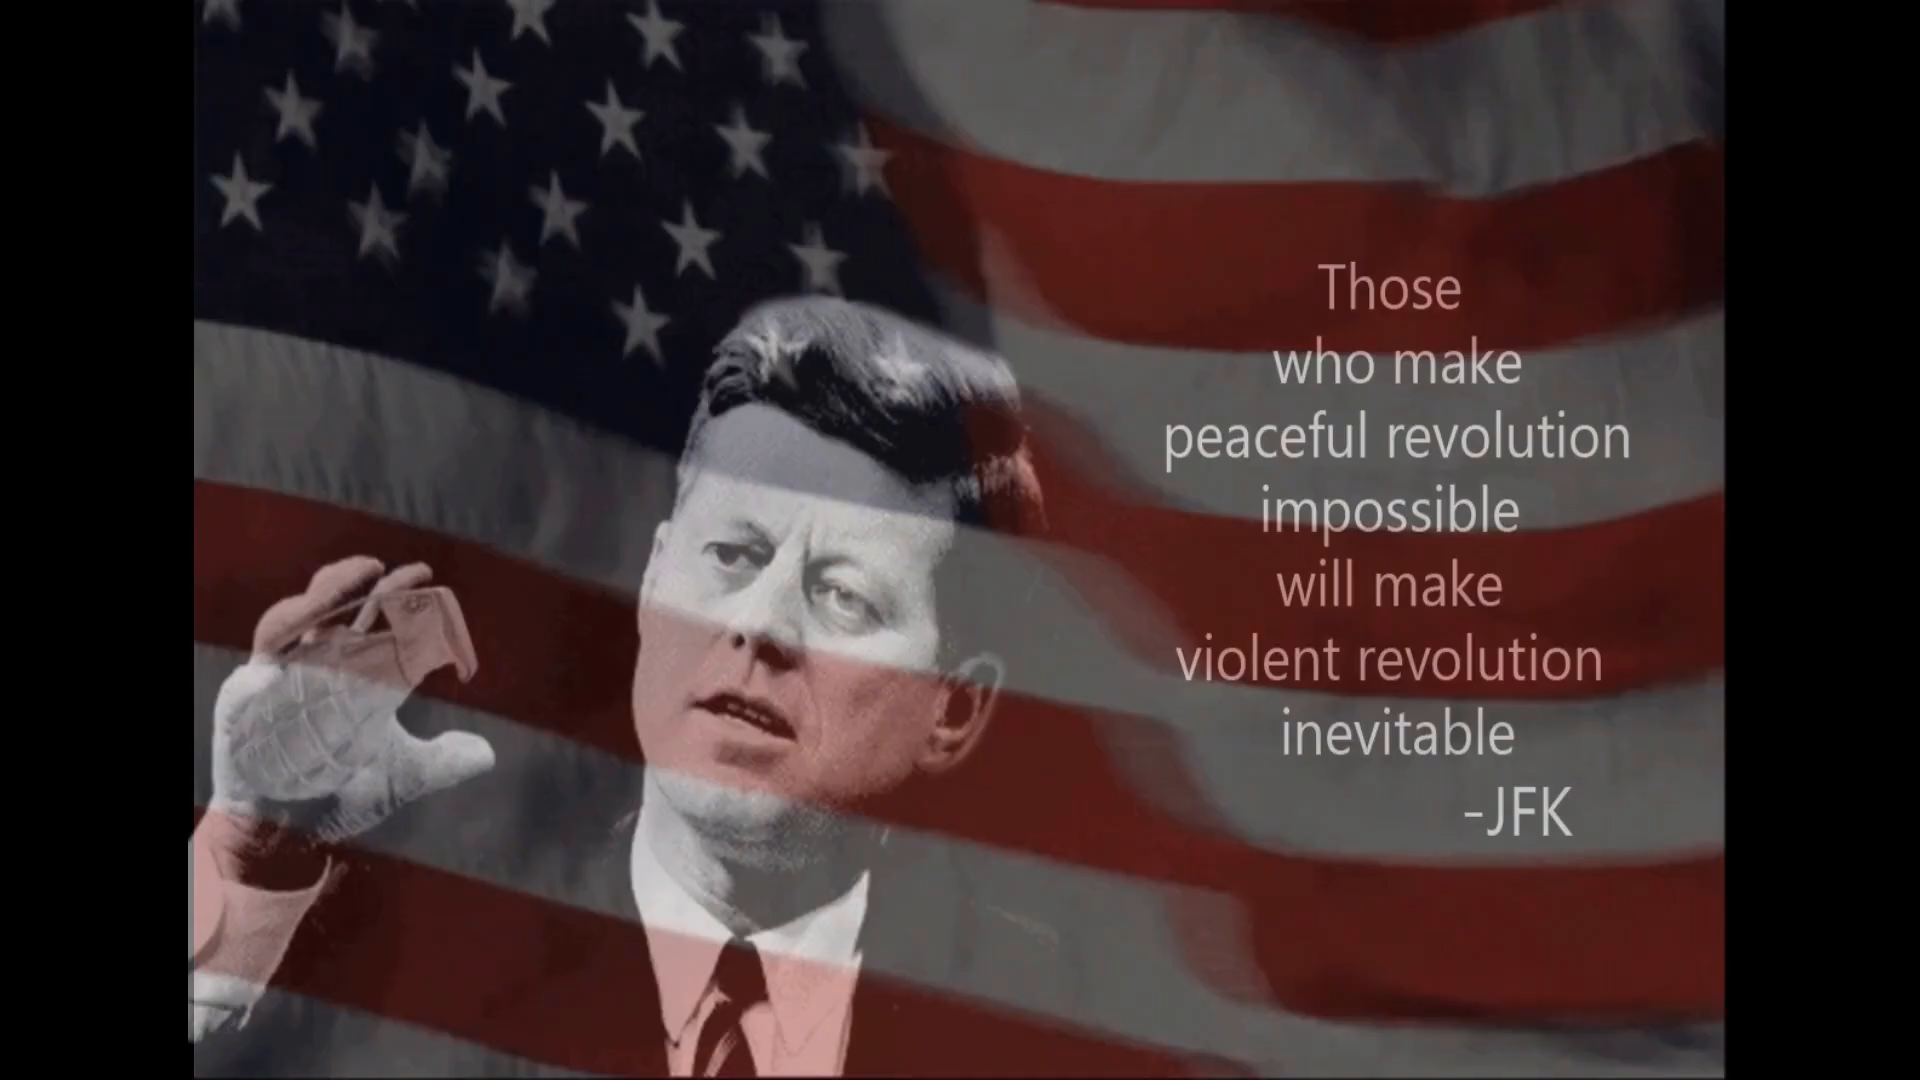 Those
who make
peaceful revolution
impossible
will make
violent revolution
inevitable
-JFK